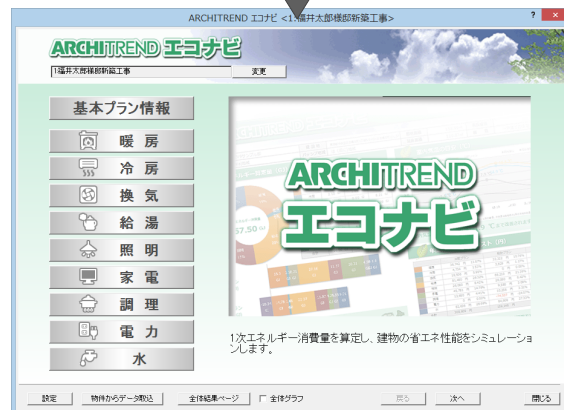 ARCHITREND エコナビ <1:福井太郎様邸新築工事>
?
×
ARCHITREND エコナビ
1福井太郎様邸新築工事
変更
基本プラン情報
暖 房
冷 房
換 気
給 湯
照 明
家 電
調 理
電 力
水
ARCHITREND
エコナビ
1次エネルギー消費量を算定し、建物の省エネ性能をシミュレーショ
ンします。
設定
物件からデータ取込
全体結果ページ
全体グラフ
戻る
次へ
閉じる